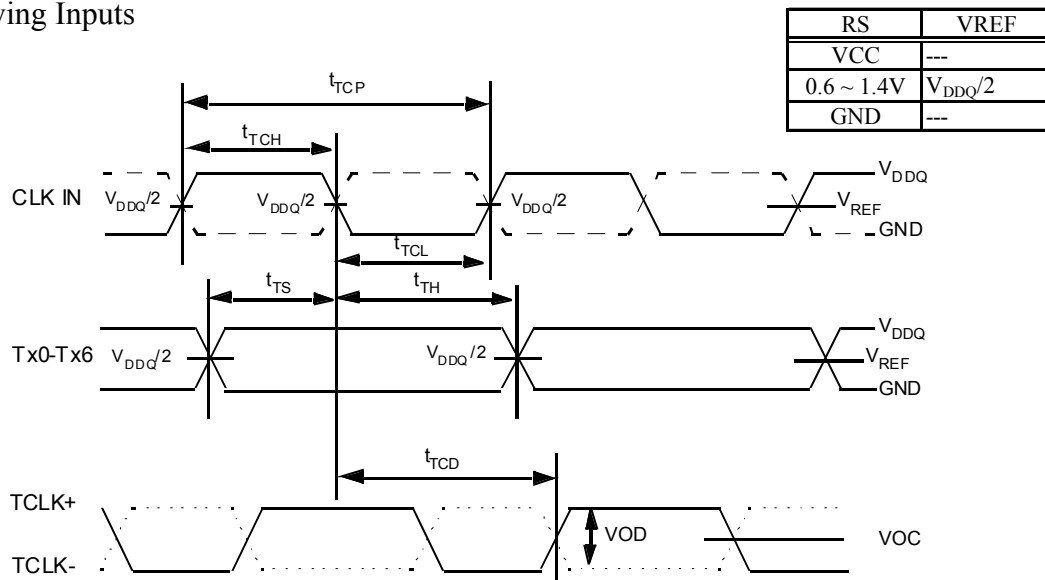 ving Inputs
RS VREF
VCC ---
0.6 ~ 1.4V VDDQ/2
GND ---
tTCP
tTCH
CLK IN VDDQ/2 VDDQ/2 VDDQ/2 VDDQ
VREF
GND
tTCL
tTS tTH
Tx0-Tx6 VDDQ/2 VDDQ/2 VDDQ
VREF
GND
tTCD
TCLK+
VOD VOC
TCLK-